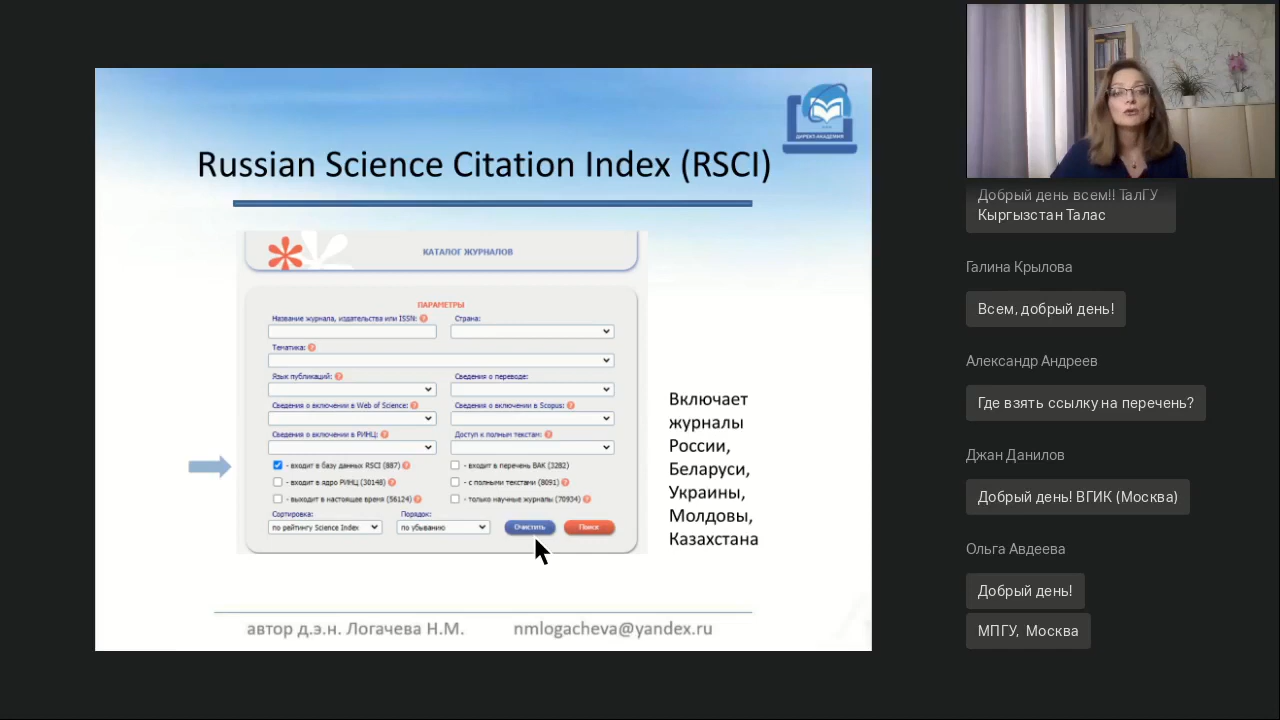 ДИРЕКТ-АКАДЕМИЯ
Russian Science Citation Index (RSCI)
КАТАЛОГ ЖУРНАЛОВ
ПАРАМЕТРЫ
Название журнала, издательства или ISSN: ?
Страна:
Тематика: ?
Язык публикаций: ?
Сведения о переводе:
Сведения о включении в Web of Science: ?
Сведения о включении в Scopus: ?
Сведения о включении в РИНЦ: ?
Доступ к полным текстам: ?
- входит в базу данных RSCI (887) ?
- входит в перечень ВАК (3282)
- входит в ядро РИНЦ (30148) ?
- с полными текстами (8091) ?
- выходит в настоящее время (56124) ?
- только научные журналы (70934) ?
Сортировка:
Порядок:
по рейтингу Science Index
по убыванию
Очистить
Поиск
Включает
журналы
России,
Беларуси,
Украины,
Молдовы,
Казахстана
автор д.э.н. Логачева Н.М.
nmlogacheva@yandex.ru
Добрый день всем!! ТалГУ
Кыргызстан Талас
Галина Крылова
Всем, добрый день!
Александр Андреев
Где взять ссылку на перечень?
Джан Данилов
Добрый день! ВГИК (Москва)
Ольга Авдеева
Добрый день!
МПГУ, Москва